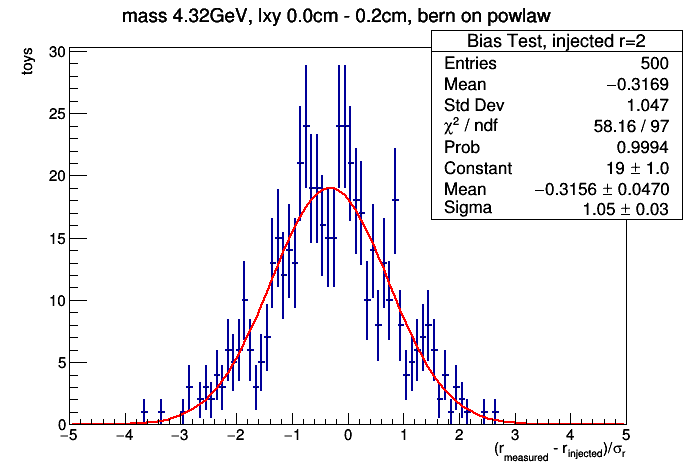 mass 4.32GeV, lxy 0.0cm - 0.2cm, bern on powlaw
toys
30
25
20
15
10
5
0
Bias Test, injected r=2
Entries 500
Mean −0.3169
Std Dev 1.047
χ² / ndf 58.16 / 97
Prob 0.9994
Constant 19 ± 1.0
Mean −0.3156 ± 0.0470
Sigma 1.05 ± 0.03
−5 −4 −3 −2 −1 0 1 2 3 4 5
(r_measured - r_injected)/σ_r